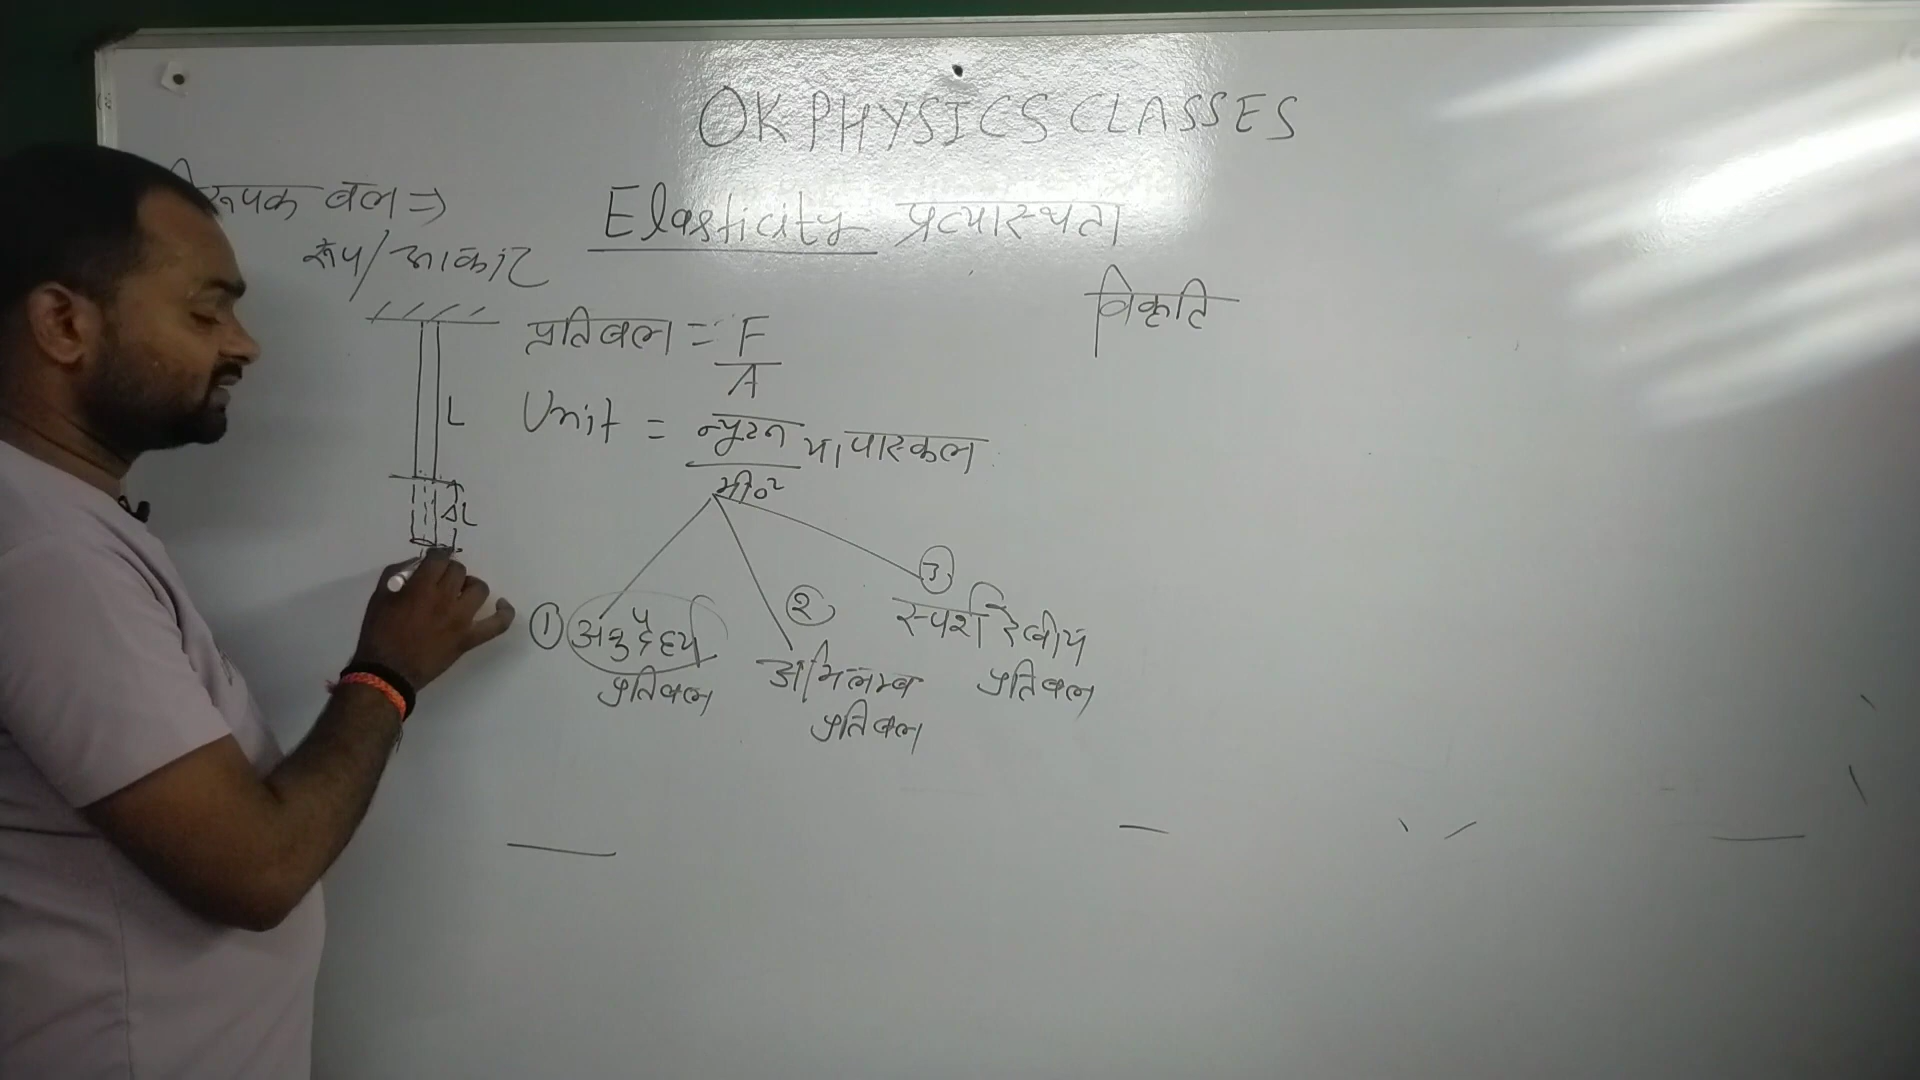 OK PHYSICS CLASSES
रूपक बल ⇒
रूप/आकार
Elasticity प्रत्यास्थता
विकृति
प्रतिबल = F
A
L
Unit = न्यूटन या पास्कल
मी०²
ΔL
① अनुदैर्ध्य
प्रतिबल
② अभिलम्ब
प्रतिबल
③ स्पर्श रेखीय
प्रतिबल